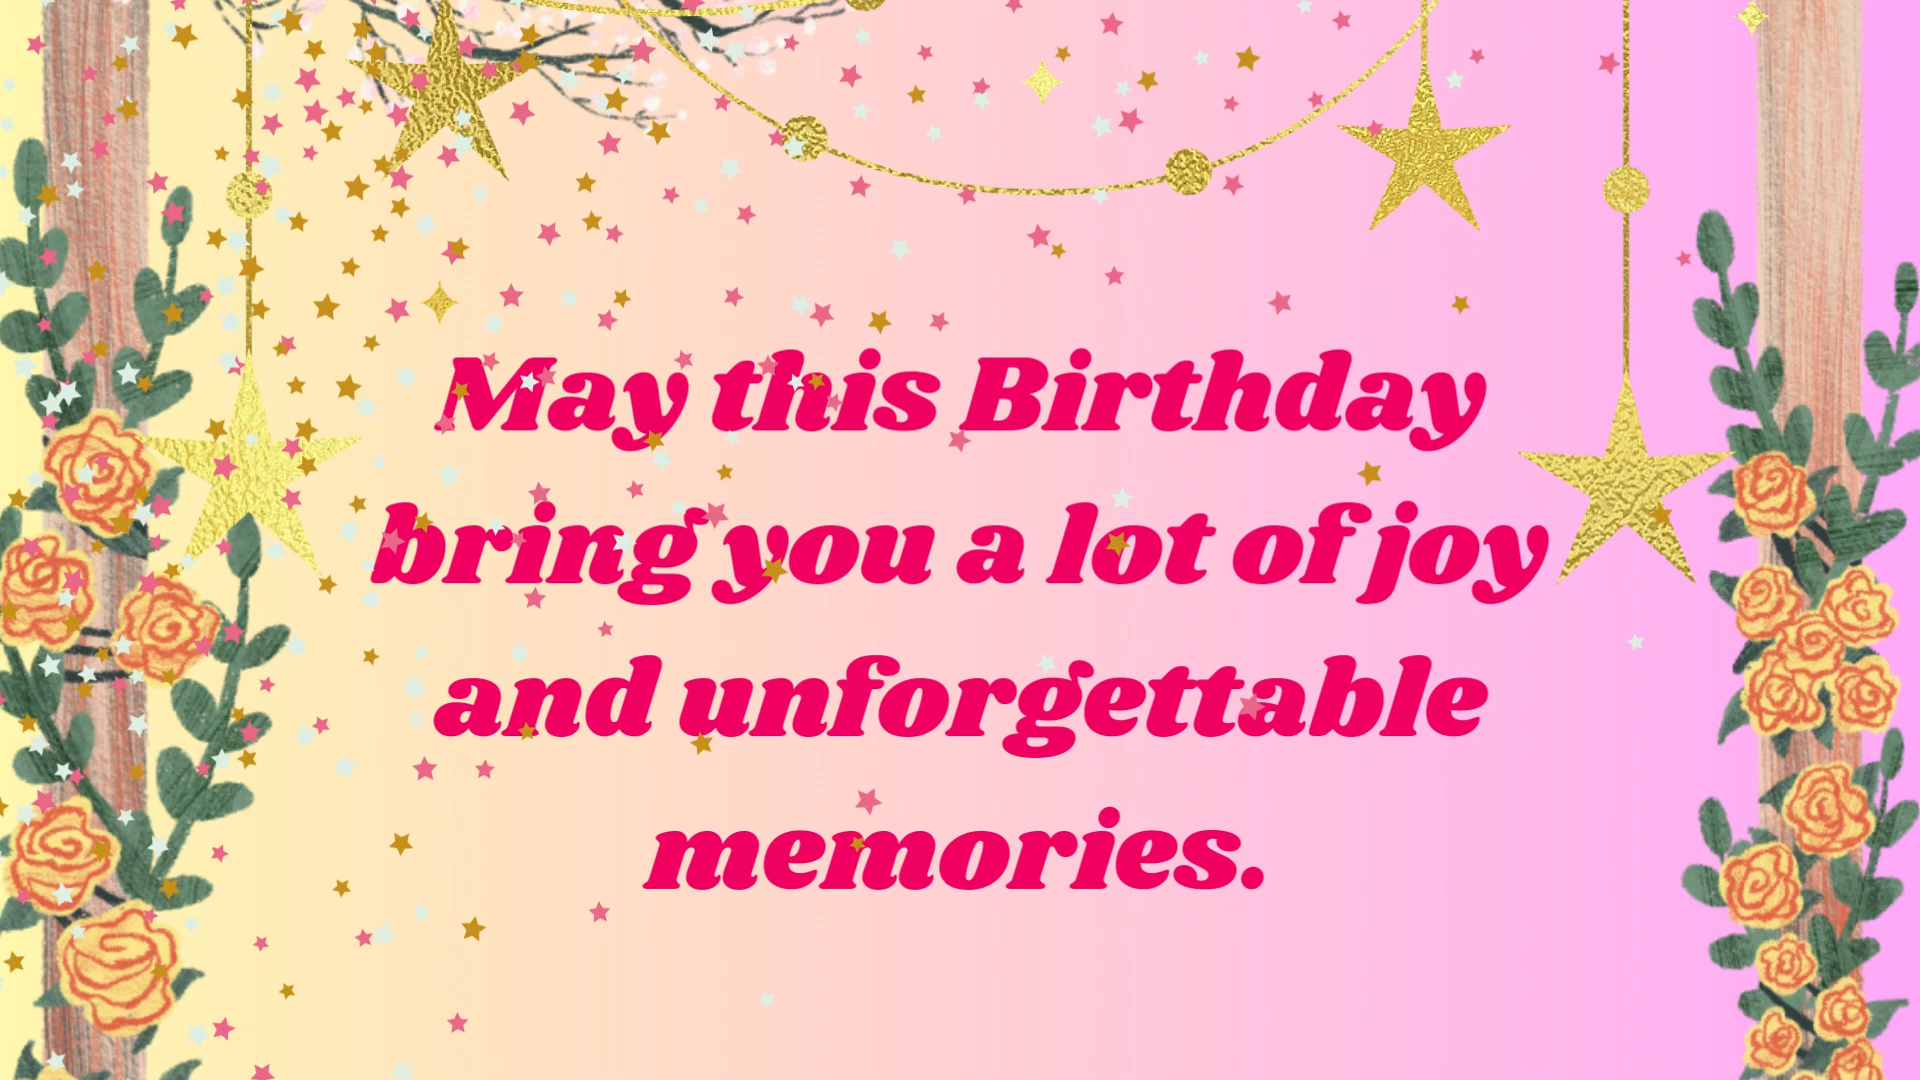 May this Birthday
bring you a lot of joy
and unforgettable
memories.